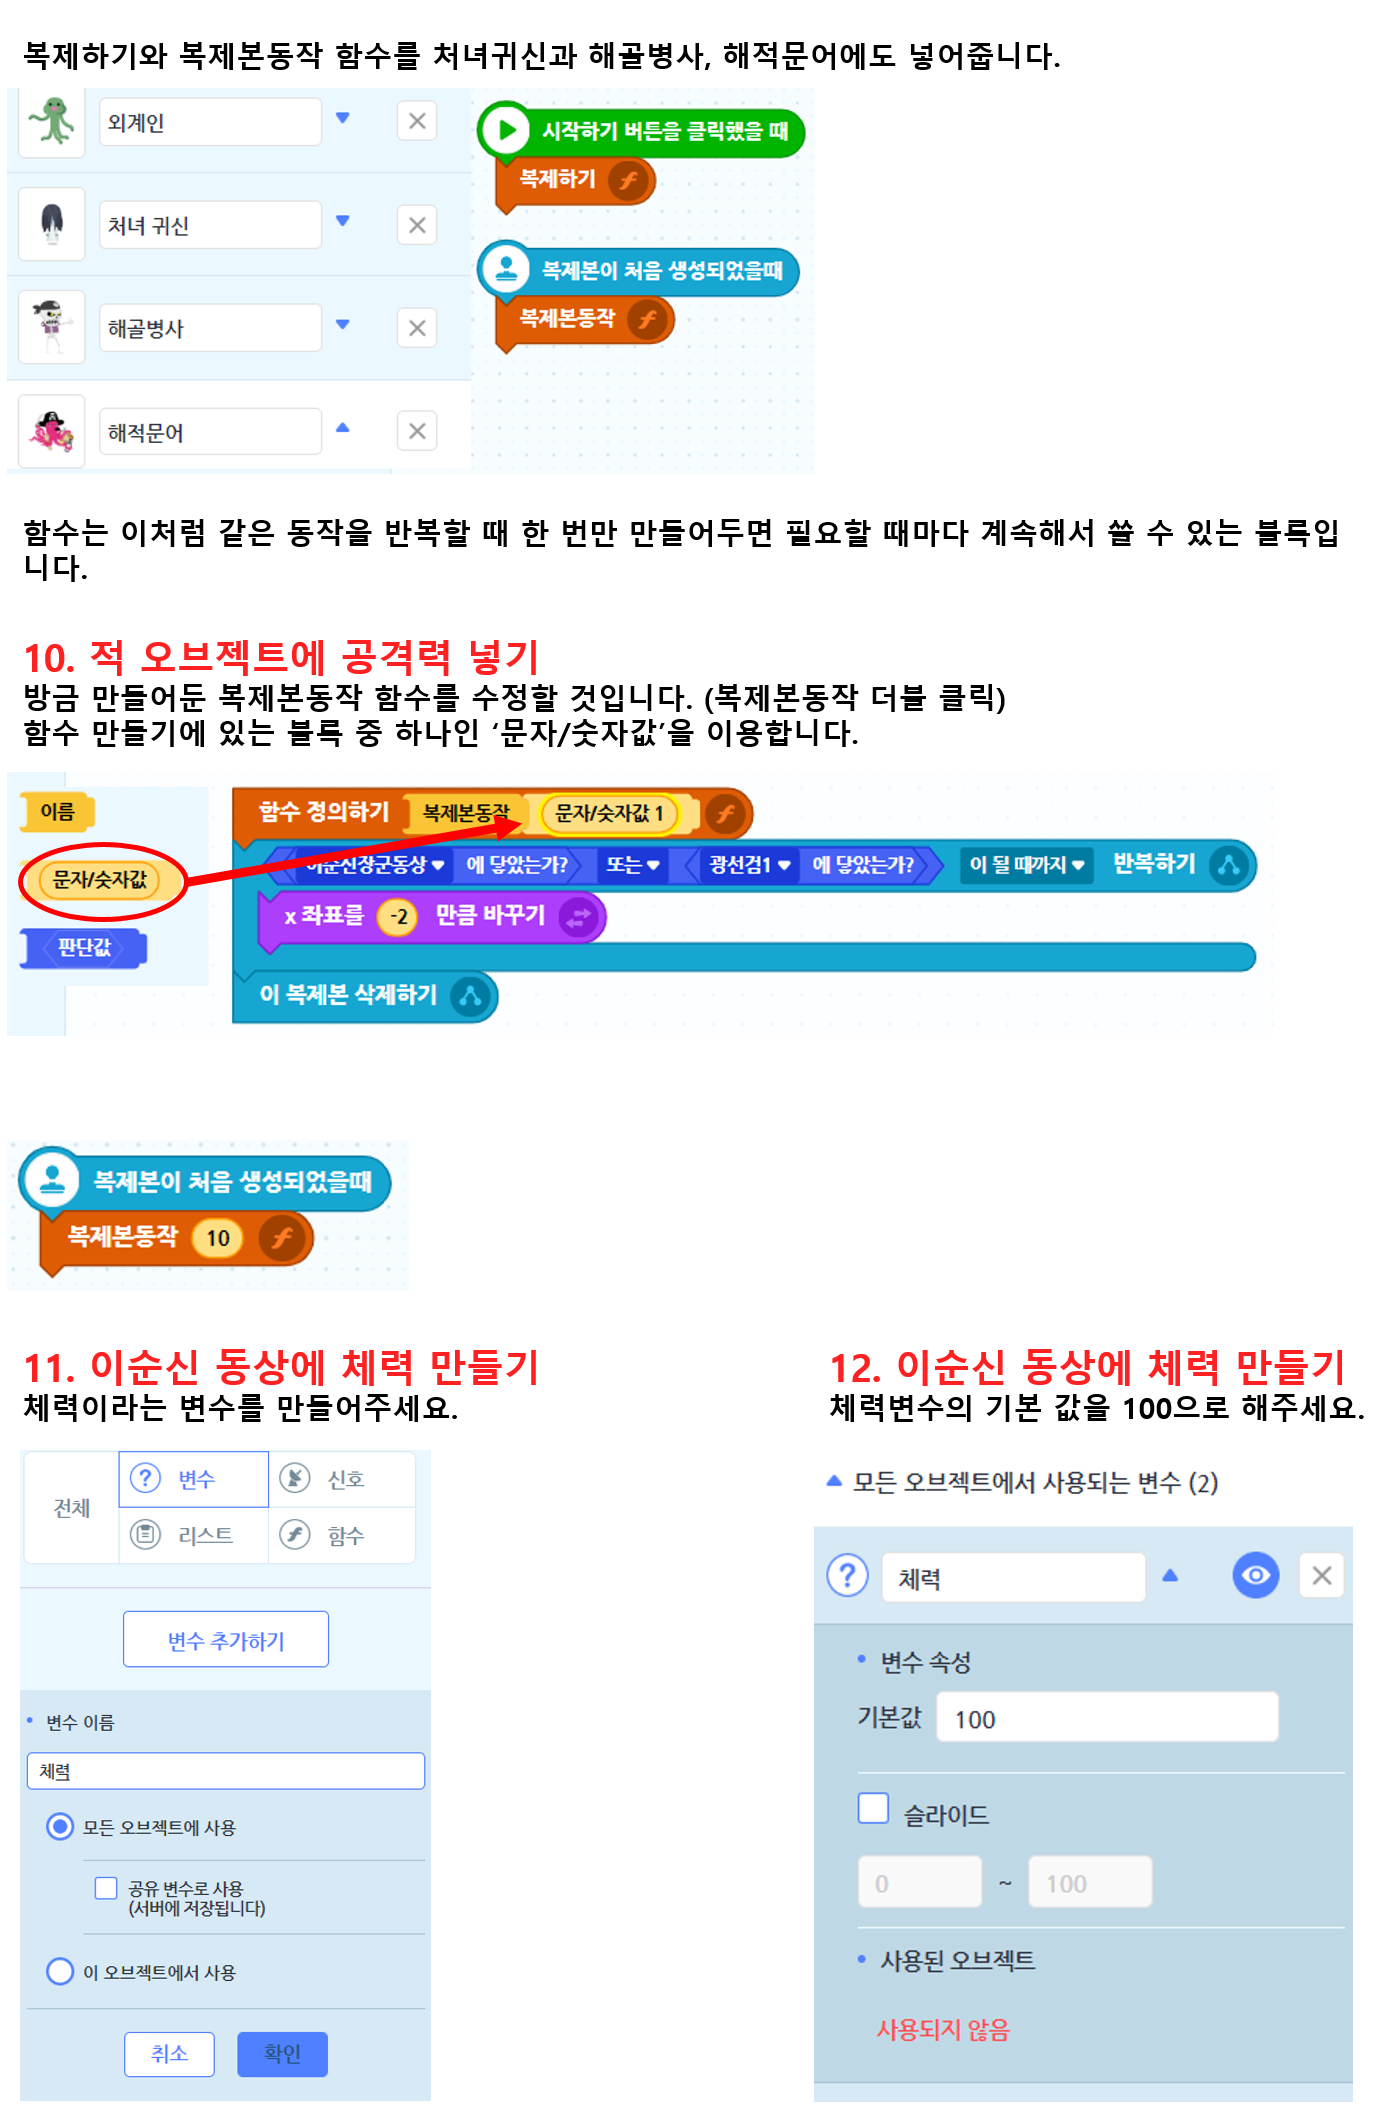 복제하기와 복제본동작 함수를 처녀귀신과 해골병사, 해적문어에도 넣어줍니다.
외계인
처녀 귀신
해골병사
해적문어
시작하기 버튼을 클릭했을 때
복제하기
복제본이 처음 생성되었을때
복제본동작
함수는 이처럼 같은 동작을 반복할 때 한 번만 만들어두면 필요할 때마다 계속해서 쓸 수 있는 블록입
니다.
10. 적 오브젝트에 공격력 넣기
방금 만들어둔 복제본동작 함수를 수정할 것입니다. (복제본동작 더블 클릭)
함수 만들기에 있는 블록 중 하나인 ‘문자/숫자값’을 이용합니다.
이름
문자/숫자값
판단값
함수 정의하기 복제본동작 문자/숫자값 1
이순신장군동상 에 닿았는가? 또는 광선검1 에 닿았는가? 이 될 때까지 반복하기
x 좌표를 -2 만큼 바꾸기
이 복제본 삭제하기
복제본이 처음 생성되었을때
복제본동작 10
11. 이순신 동상에 체력 만들기
체력이라는 변수를 만들어주세요.
전체
변수
신호
리스트
함수
변수 추가하기
변수 이름
체력
모든 오브젝트에 사용
공유 변수로 사용
(서버에 저장됩니다)
이 오브젝트에서 사용
취소
확인
12. 이순신 동상에 체력 만들기
체력변수의 기본 값을 100으로 해주세요.
모든 오브젝트에서 사용되는 변수 (2)
체력
변수 속성
기본값 100
슬라이드
0 ~ 100
사용된 오브젝트
사용되지 않음